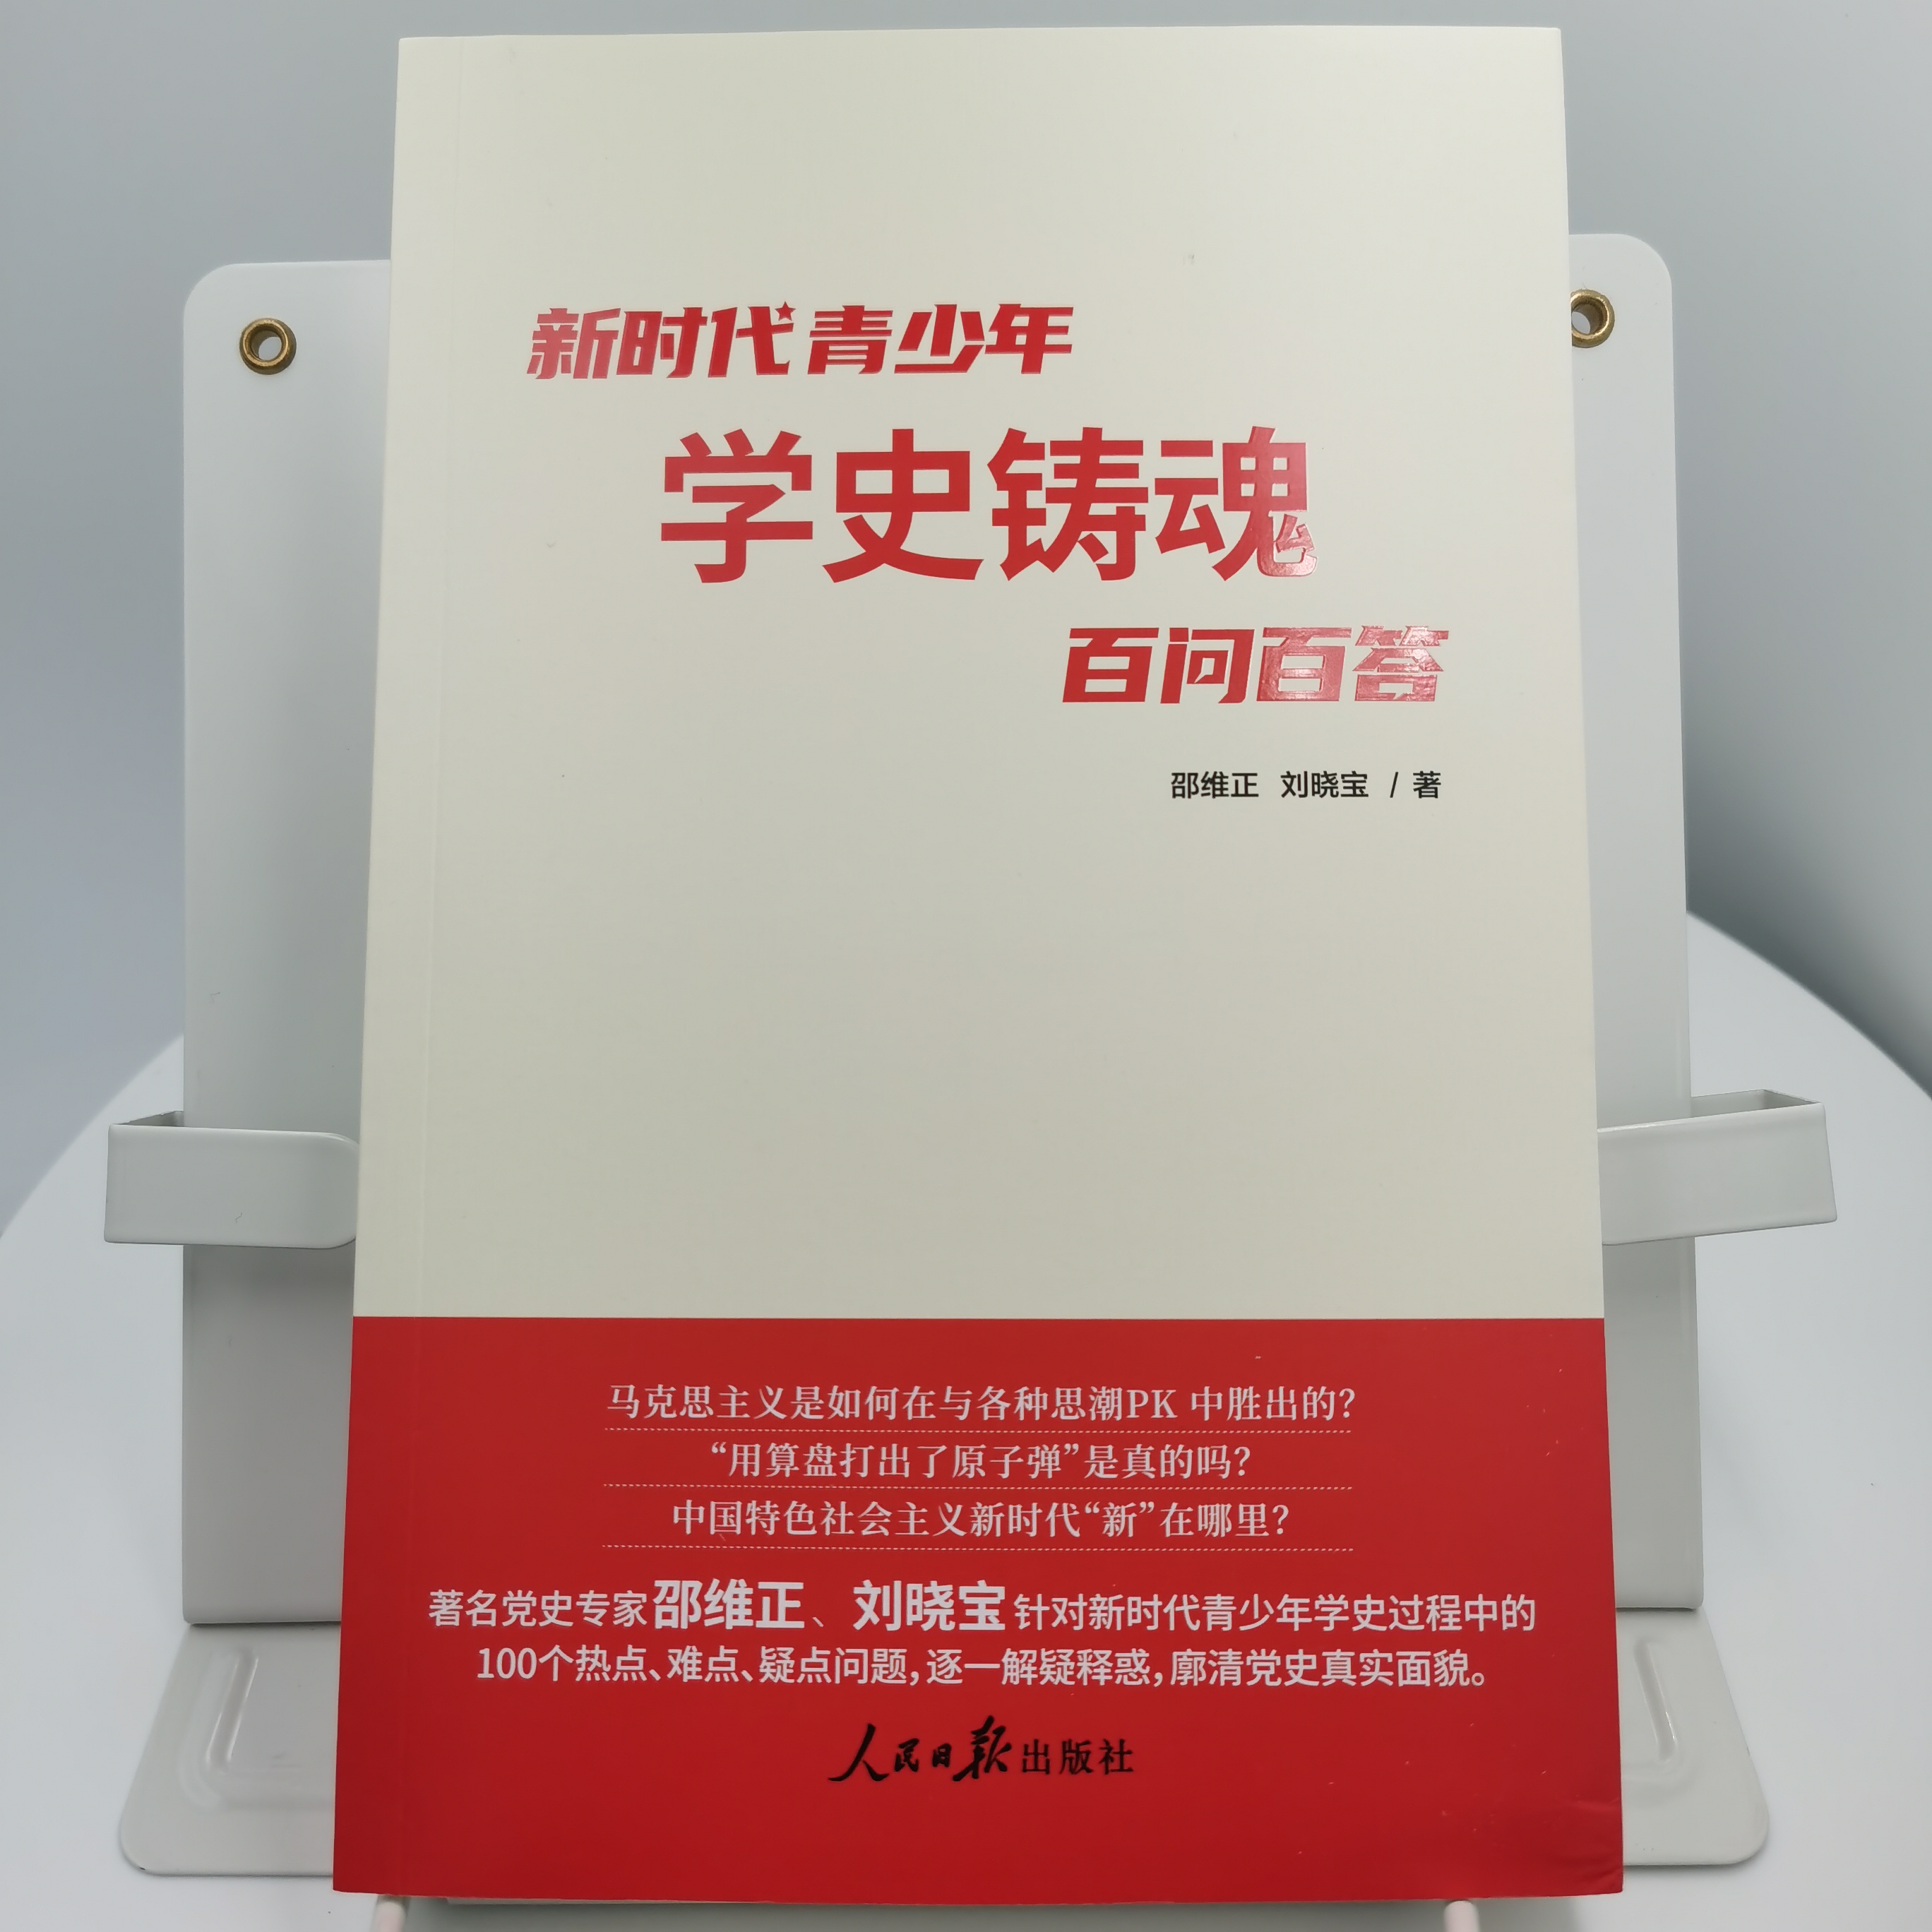 新时代青少年
学史铸魂
百问百答
邵维正 刘晓宝 / 著
马克思主义是如何在与各种思潮PK 中胜出的?
“用算盘打出了原子弹”是真的吗?
中国特色社会主义新时代“新”在哪里?
著名党史专家邵维正、刘晓宝针对新时代青少年学史过程中的
100个热点、难点、疑点问题,逐一解疑释惑,廓清党史真实面貌。
人民日报出版社